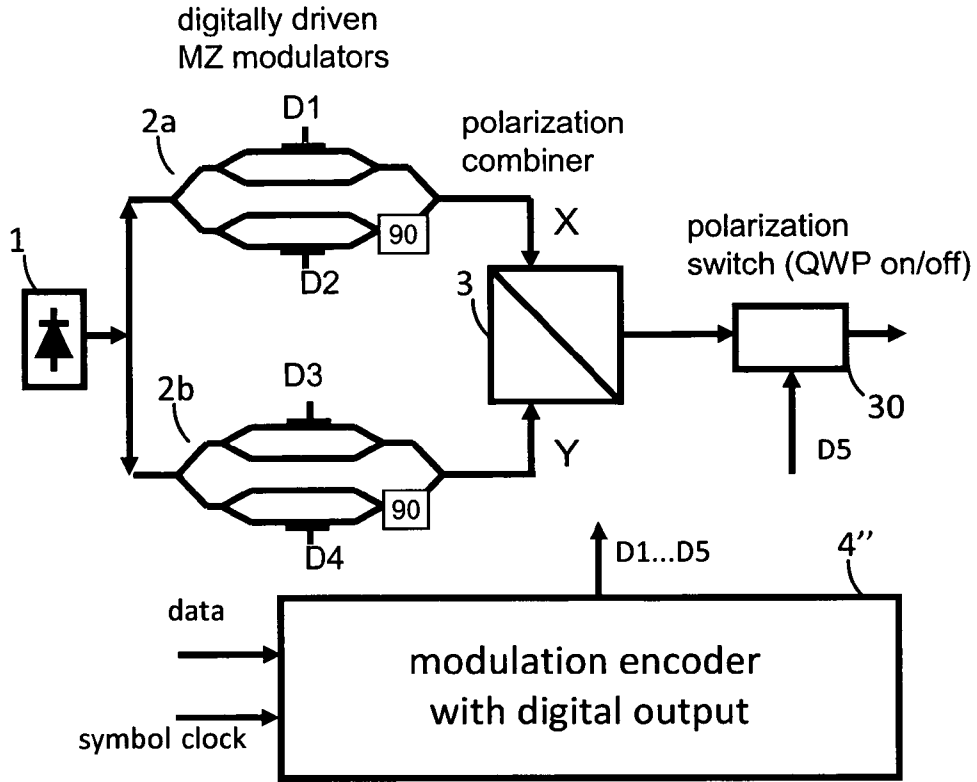 digitally driven
MZ modulators
D1
2a
polarization
combiner
90
X
D2
1
polarization
switch (QWP on/off)
3
D3
2b
30
Y
D5
90
D4
D1...D5
4’’
data
modulation encoder
with digital output
symbol clock